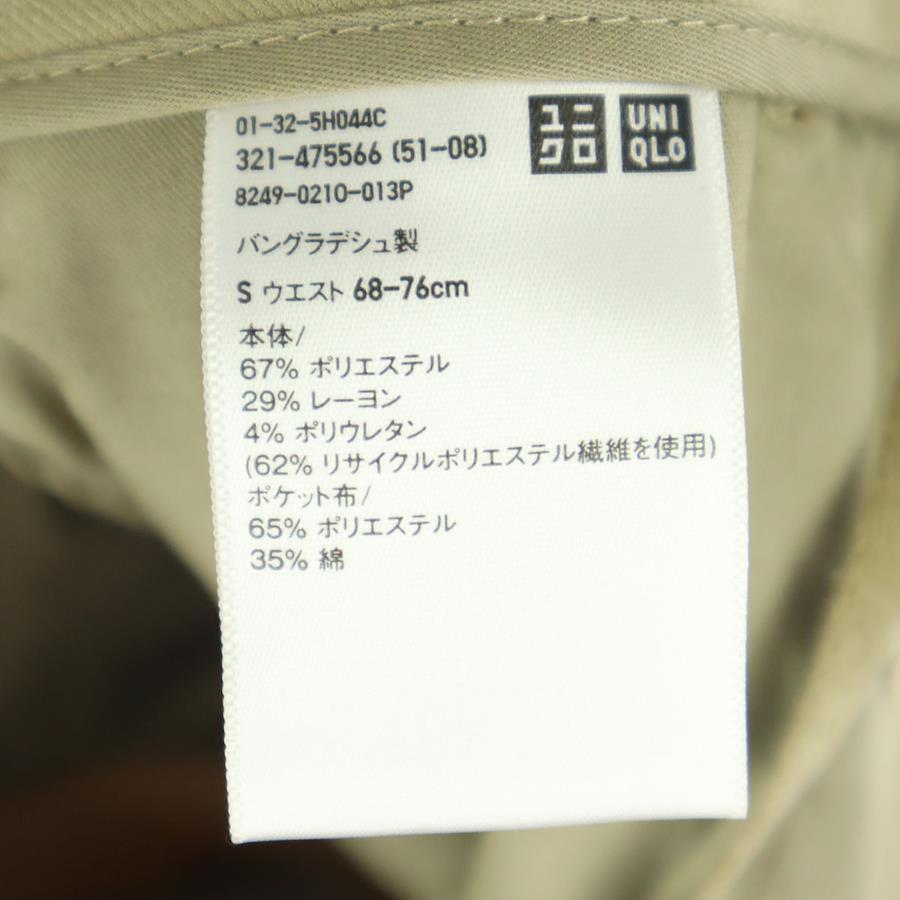 01-32-5H044C
321-475566 (51-08)
8249-0210-013P
ユニ
クロ
UNI
QLO
バングラデシュ製
S ウエスト 68-76cm
本体/
67% ポリエステル
29% レーヨン
4% ポリウレタン
(62% リサイクルポリエステル繊維を使用)
ポケット布/
65% ポリエステル
35% 綿